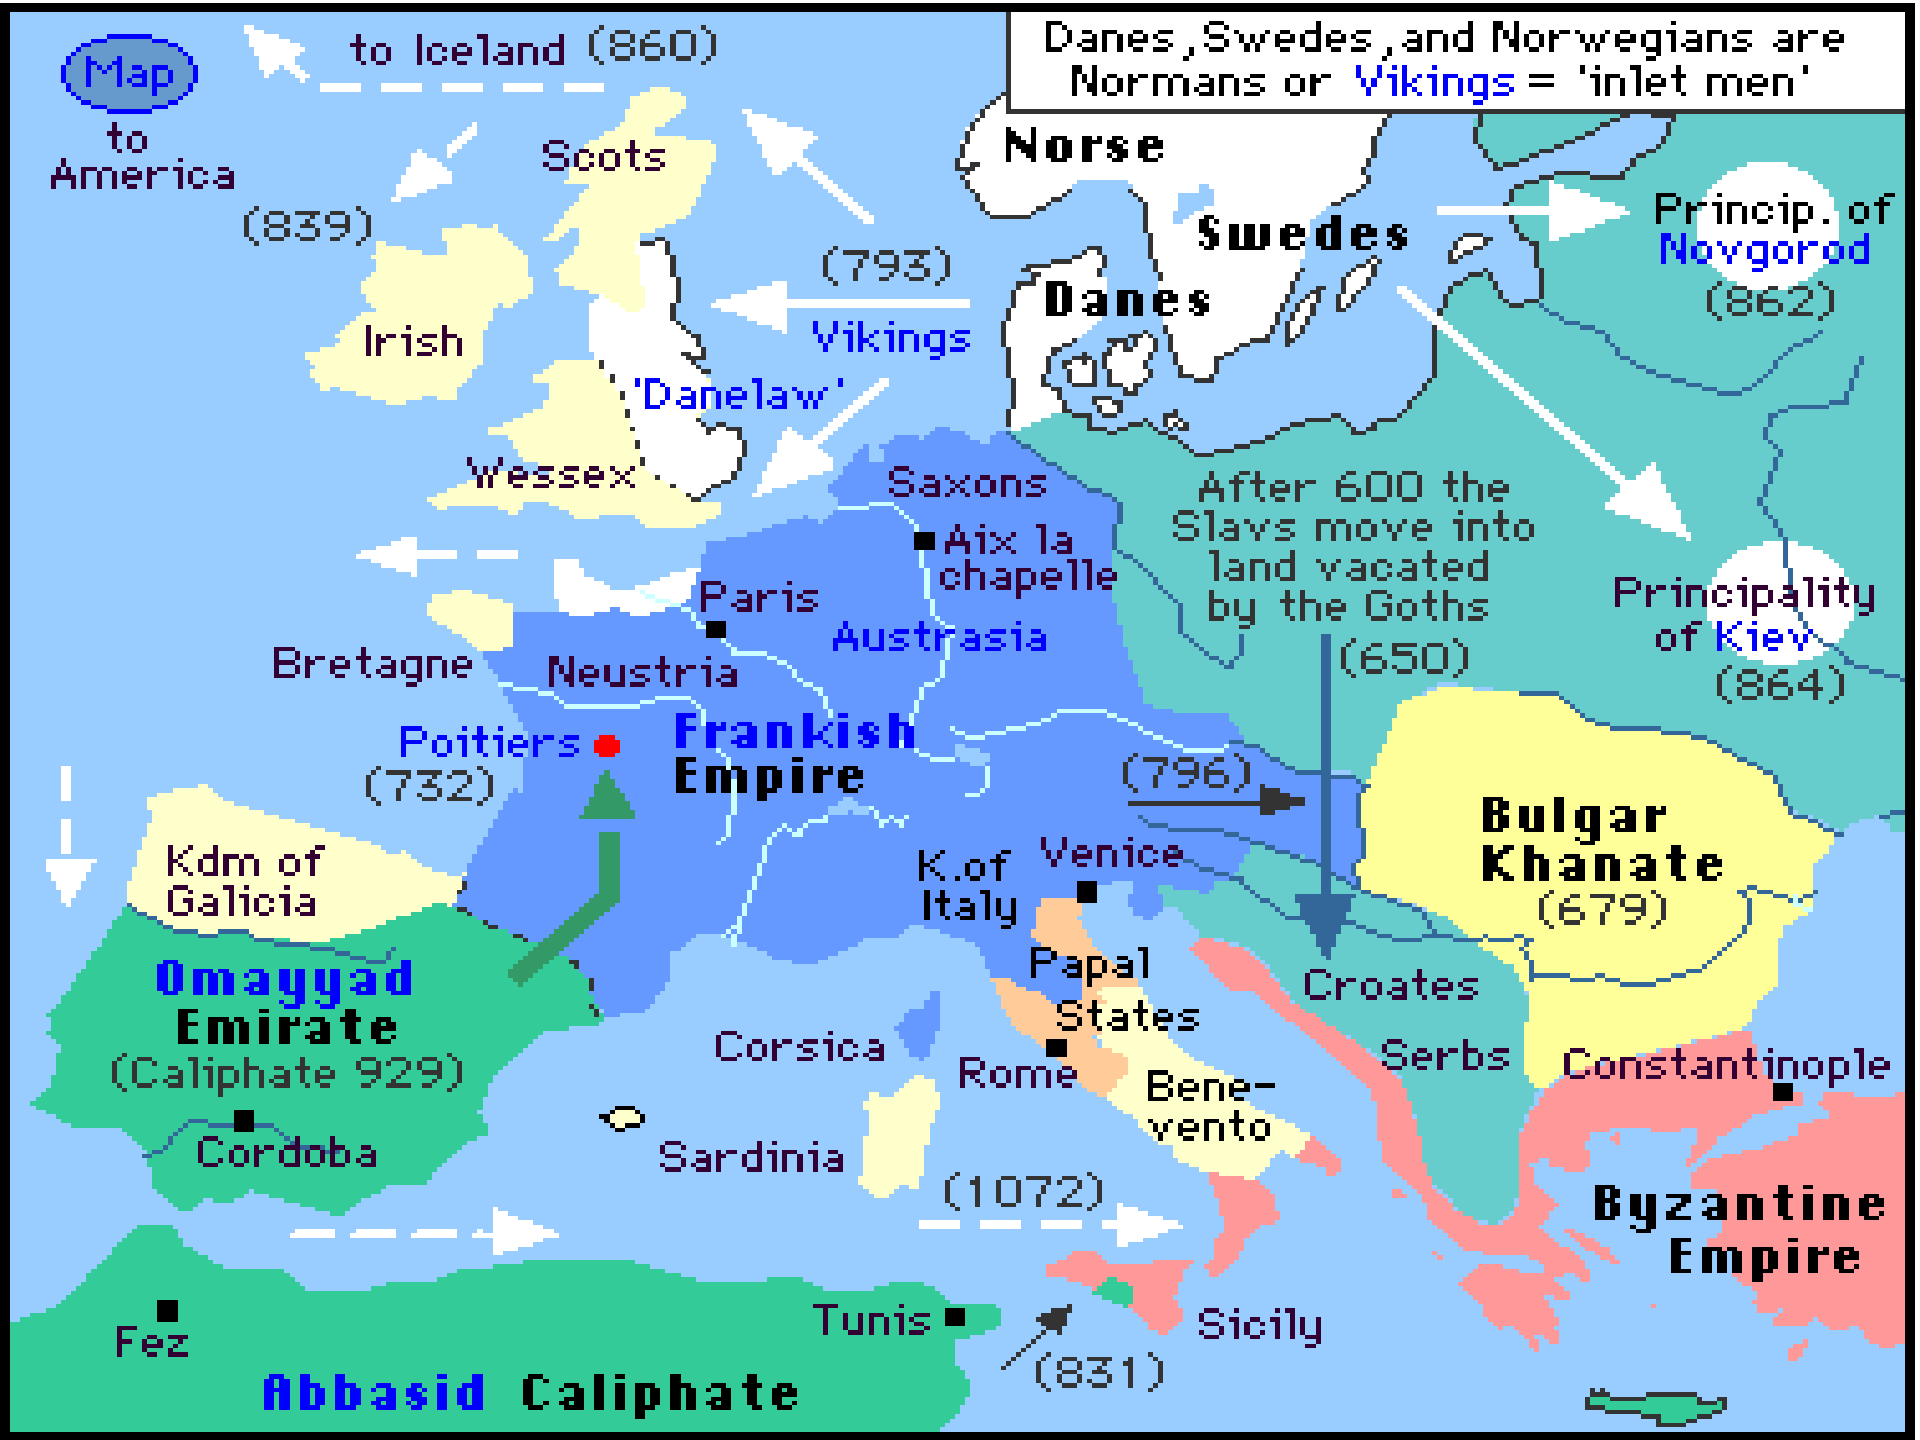 Danes,Swedes,and Norwegians are
Normans or Vikings = 'inlet men'
Map
to
America
to Iceland (860)
Scots
(839)
Irish
Norse
Swedes
Danes
(793)
Vikings
'Danelaw'
Wessex
Princip. of
Novgorod
(862)
Saxons
Aix la
chapelle
After 600 the
Slavs move into
land vacated
by the Goths
(650)
Principality
of Kiev
(864)
Paris
Austrasia
Bretagne
Neustria
Poitiers
(732)
Frankish
Empire
(796)
Bulgar
Khanate
(679)
Kdm of
Galicia
K.of
Italy
Venice
Papal
States
Omayyad
Emirate
(Caliphate 929)
Cordoba
Corsica
Rome
Sardinia
Bene-
vento
Croates
Serbs
Constantinople
(1072)
Byzantine
Empire
Fez
Tunis
Sicily
(831)
Abbasid Caliphate